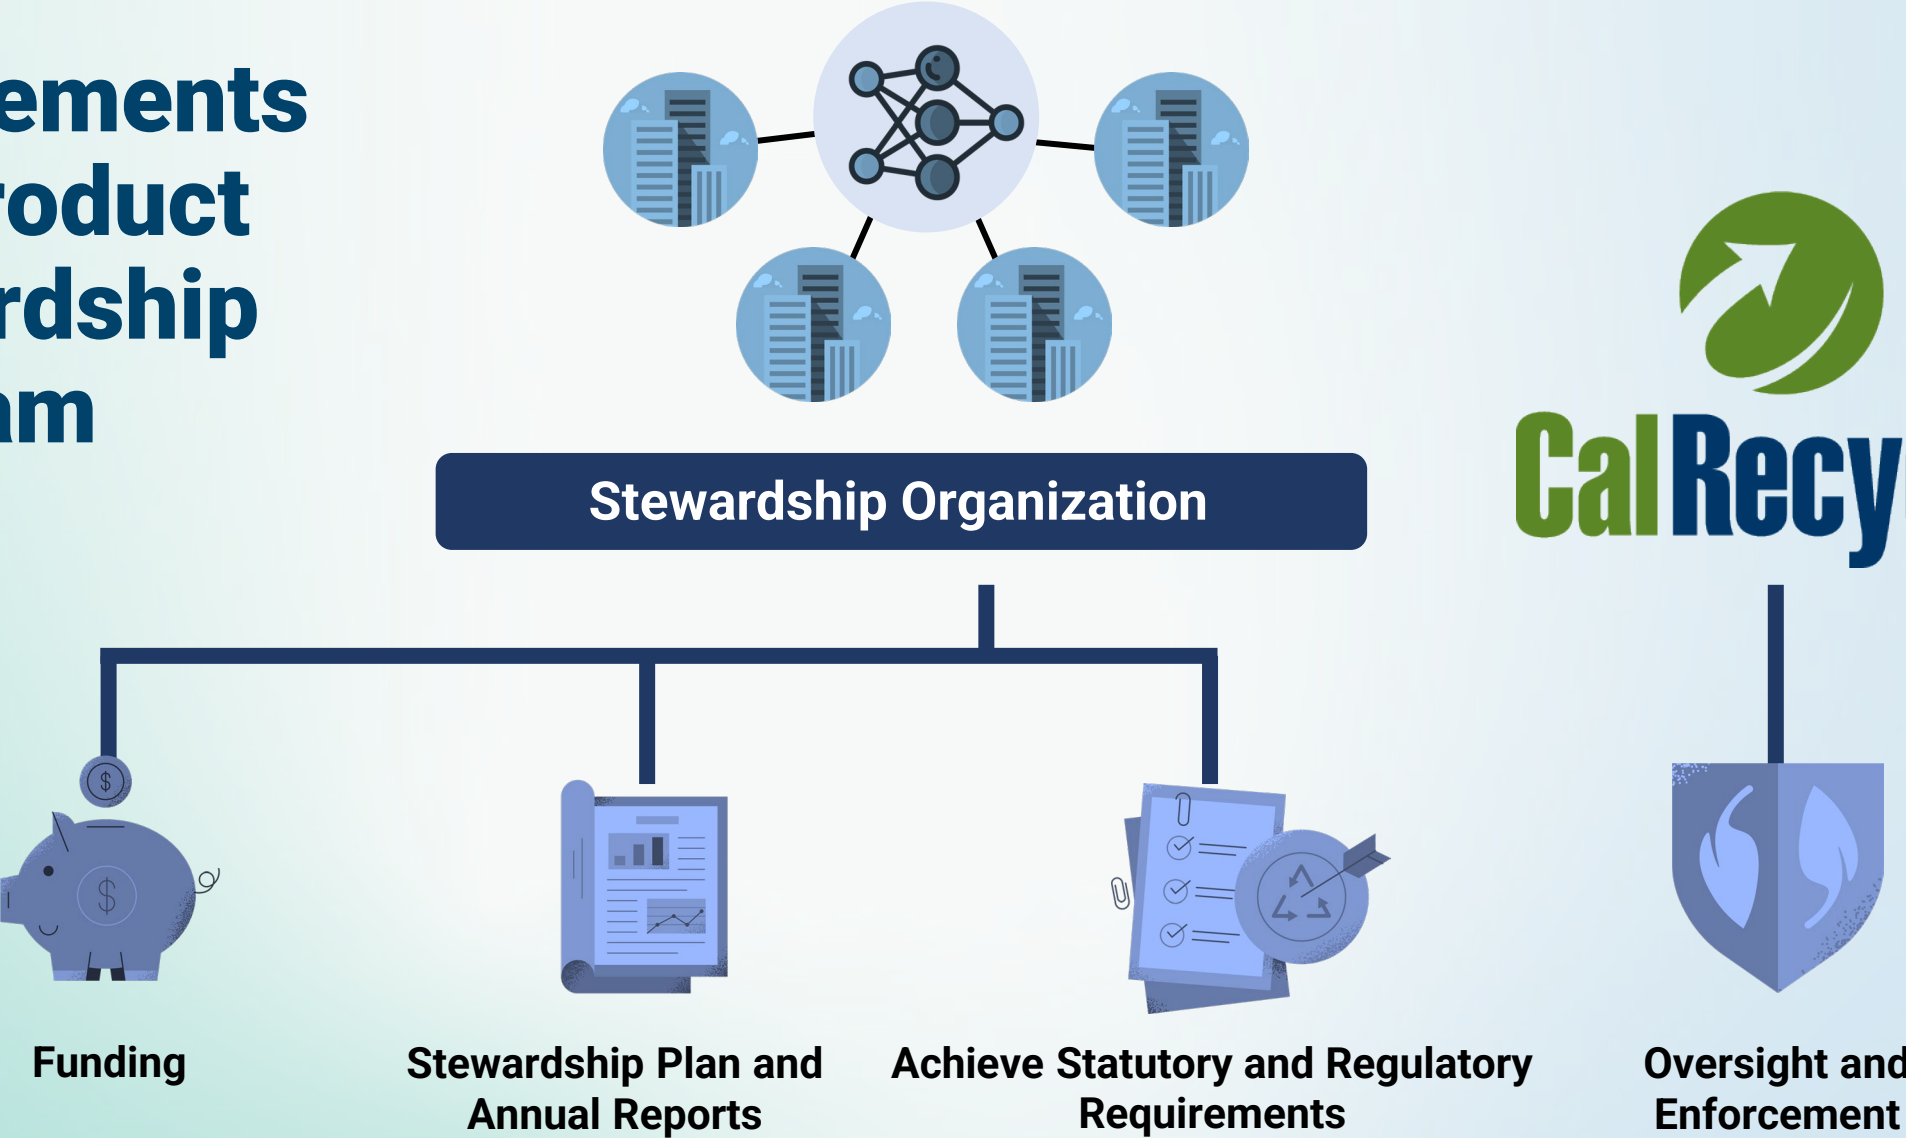 ements
roduct
rdship
am
Stewardship Organization
CalRecy
Funding
Stewardship Plan and
Annual Reports
Achieve Statutory and Regulatory
Requirements
Oversight and
Enforcement